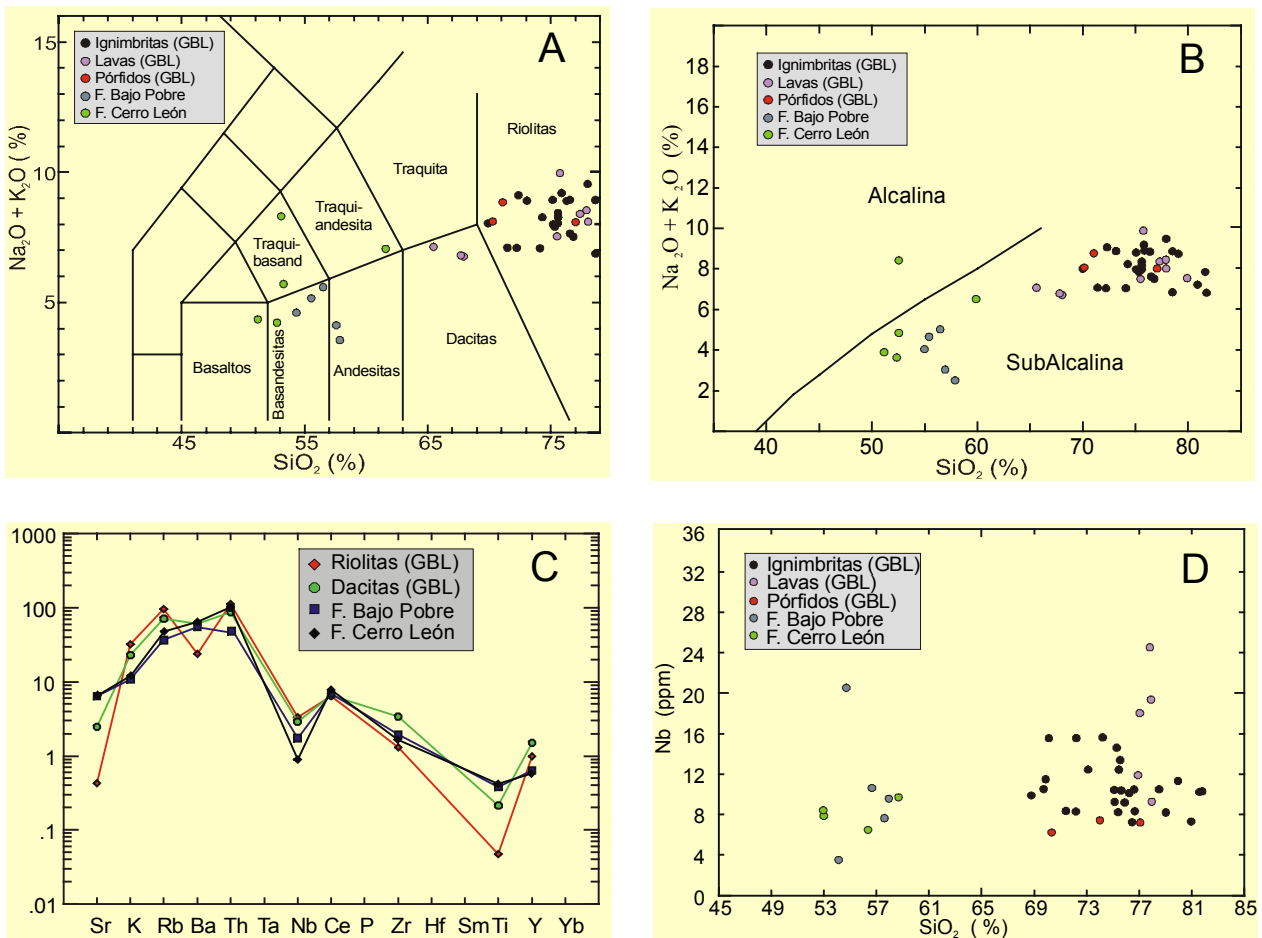 A
15
10
5
Na₂O + K₂O ( %)
Ignimbritas (GBL)
Lavas (GBL)
Pórfidos (GBL)
F. Bajo Pobre
F. Cerro León
Riolitas
Traquita
Traqui-
andesita
Traqui-
basand
Basaltos
Basandesitas
Andesitas
Dacitas
45 55 65 75
SiO₂ (%)
B
18
16
14
12
10
8
6
4
2
Na₂O + K₂O (%)
Ignimbritas (GBL)
Lavas (GBL)
Pórfidos (GBL)
F. Bajo Pobre
F. Cerro León
Alcalina
SubAlcalina
40 50 60 70 80
SiO₂ (%)
C
1000
100
10
1
.1
.01
Riolitas (GBL)
Dacitas (GBL)
F. Bajo Pobre
F. Cerro León
Sr K Rb Ba Th Ta Nb Ce P Zr Hf Sm Ti Y Yb
D
36
32
28
24
20
16
12
8
4
0
Nb (ppm)
Ignimbritas (GBL)
Lavas (GBL)
Pórfidos (GBL)
F. Bajo Pobre
F. Cerro León
45 49 53 57 61 65 69 73 77 81 85
SiO₂ (%)